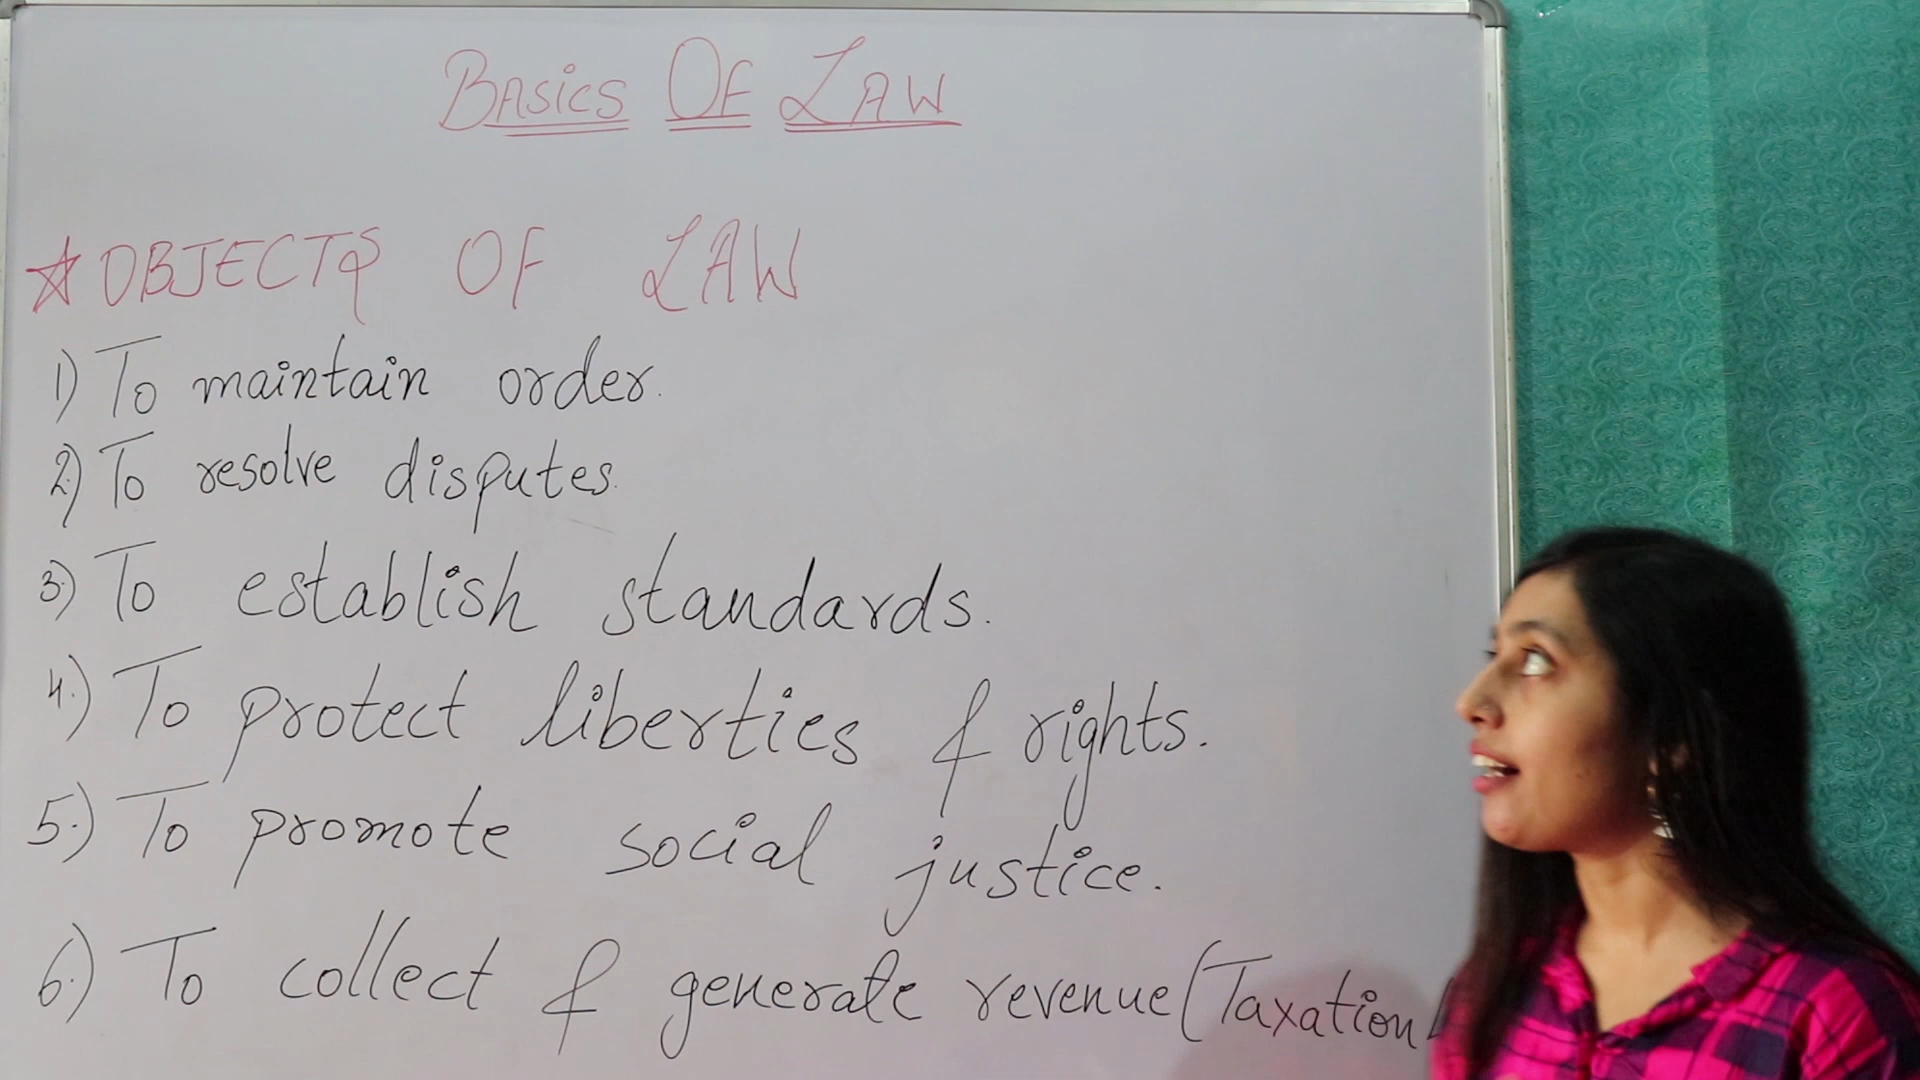 BASiCS OF LAW
☆ OBJECTS OF LAW
1) To maintain order.
2) To resolve disputes.
3) To establish standards.
4.) To protect liberties & rights.
5.) To promote social justice.
6.) To collect & generate revenue (Taxation